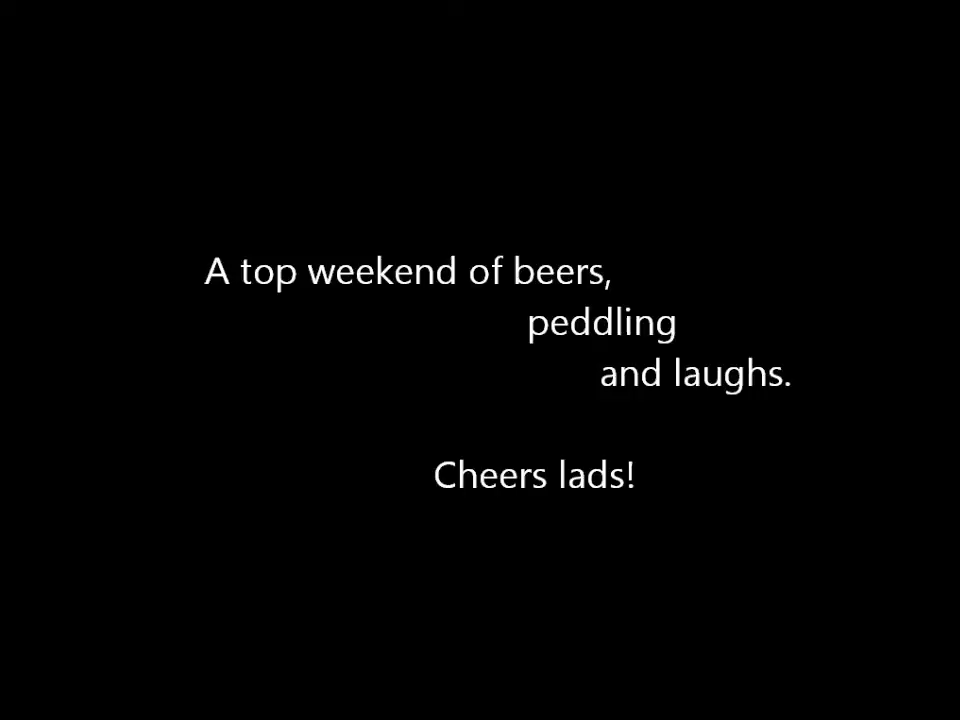 A top weekend of beers,
peddling
and laughs.
Cheers lads!